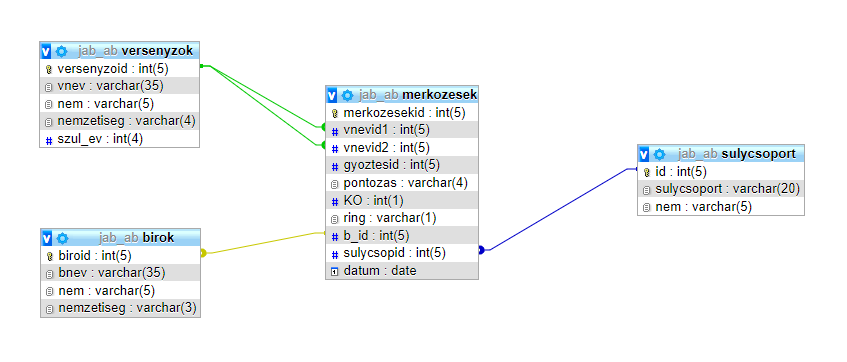 jab_ab versenyzok
versenyzoid : int(5)
vnev : varchar(35)
nem : varchar(5)
nemzetiseg : varchar(4)
szul_ev : int(4)
jab_ab merkozesek
merkozesekid : int(5)
vnevid1 : int(5)
vnevid2 : int(5)
gyoztesid : int(5)
pontozas : varchar(4)
KO : int(1)
ring : varchar(1)
b_id : int(5)
sulycsopid : int(5)
datum : date
jab_ab sulycsoport
id : int(5)
sulycsoport : varchar(20)
nem : varchar(5)
jab_ab birok
biroid : int(5)
bnev : varchar(35)
nem : varchar(5)
nemzetiseg : varchar(3)